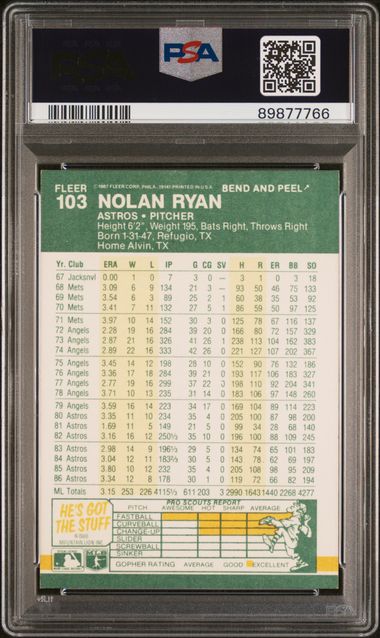 PSA
PSA
89877766
FLEER ©1987 FLEER CORP., PHILA., 19141 PRINTED IN U.S.A. BEND AND PEEL
103 NOLAN RYAN
ASTROS • PITCHER
Height 6'2", Weight 195, Bats Right, Throws Right
Born 1-31-47, Refugio, TX
Home Alvin, TX
Yr. Club ERA W L IP G CG SV H R ER BB SO
67 Jacksnvl 0.00 1 0 7 3 0 — 3 1 0 3 18
68 Mets 3.09 6 9 134 21 3 — 93 50 46 75 133
69 Mets 3.54 6 3 89 25 2 1 60 38 35 53 92
70 Mets 3.41 7 11 132 27 5 1 86 59 50 97 125
71 Mets 3.97 10 14 152 30 3 0 125 78 67 116 137
72 Angels 2.28 19 16 284 39 20 0 166 80 72 157 329
73 Angels 2.87 21 16 326 41 26 1 238 113 104 162 383
74 Angels 2.89 22 16 333 42 26 0 221 127 107 202 367
75 Angels 3.45 14 12 198 28 10 0 152 90 76 132 186
76 Angels 3.36 17 18 284 39 21 0 193 117 106 183 327
77 Angels 2.77 19 16 299 37 22 0 198 110 92 204 341
78 Angels 3.71 10 13 235 31 14 0 183 106 97 148 260
79 Angels 3.59 16 14 223 34 17 0 169 104 89 114 223
80 Astros 3.35 11 10 234 35 4 0 205 100 87 98 200
81 Astros 1.69 11 5 149 21 5 0 99 34 28 68 140
82 Astros 3.16 16 12 250⅓ 35 10 0 196 100 88 109 245
83 Astros 2.98 14 9 196⅓ 29 5 0 134 74 65 101 183
84 Astros 3.04 12 11 183⅔ 30 5 0 143 78 62 69 197
85 Astros 3.80 10 12 232 35 4 0 205 108 98 95 209
86 Astros 3.34 12 8 178 30 1 0 119 72 66 82 194
ML Totals 3.15 253 226 4115⅓ 611 203 3 2990 1643 1440 2268 4277
HE'S GOT
THE STUFF
©1986
MOUNTAIN LION INC.
PRO SCOUTS REPORT
PITCH AWESOME HOT SHARP AVERAGE
FASTBALL
CURVEBALL
CHANGE-UP
SLIDER
SCREWBALL
SINKER
GOPHER RATING AVERAGE EXCELLENT